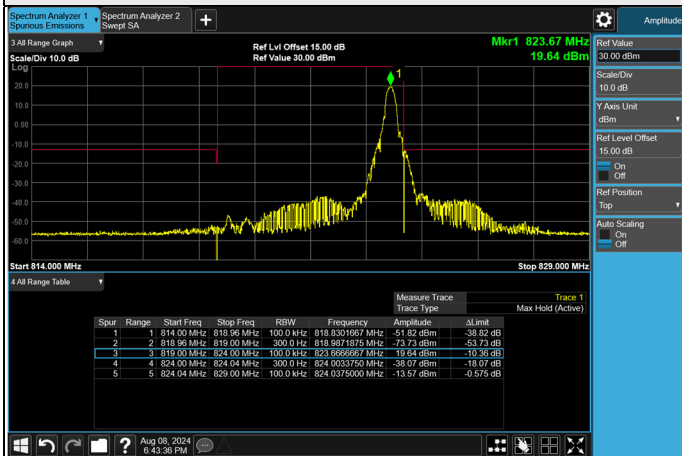 Spectrum Analyzer 1
Spurious Emissions
Spectrum Analyzer 2
Swept SA
Amplitude
3 All Range Graph
Scale/Div 10.0 dB
Ref Lvl Offset 15.00 dB
Ref Value 30.00 dBm
Mkr1 823.67 MHz
19.64 dBm
Log
1
20.0
10.0
0.00
-10.0
-20.0
-30.0
-40.0
-50.0
-60.0
Start 814.000 MHz
Stop 829.000 MHz
Ref Value
30.00 dBm
Scale/Div
10.0 dB
Y Axis Unit
dBm
Ref Level Offset
15.00 dB
On
Off
Ref Position
Top
Auto Scaling
On
Off
4 All Range Table
Measure Trace Trace 1
Trace Type Max Hold (Active)
Spur Range Start Freq Stop Freq RBW Frequency Amplitude ΔLimit
1 1 814.00 MHz 818.96 MHz 100.0 kHz 818.8301667 MHz -51.82 dBm -38.82 dB
2 2 818.96 MHz 819.00 MHz 300.0 Hz 818.9871875 MHz -73.73 dBm -53.73 dB
3 3 819.00 MHz 824.00 MHz 100.0 kHz 823.6666667 MHz 19.64 dBm -10.36 dB
4 4 824.00 MHz 824.04 MHz 300.0 Hz 824.0033750 MHz -38.07 dBm -18.07 dB
5 5 824.04 MHz 829.00 MHz 100.0 kHz 824.0375000 MHz -13.57 dBm -0.575 dB
Aug 08, 2024
6:43:36 PM